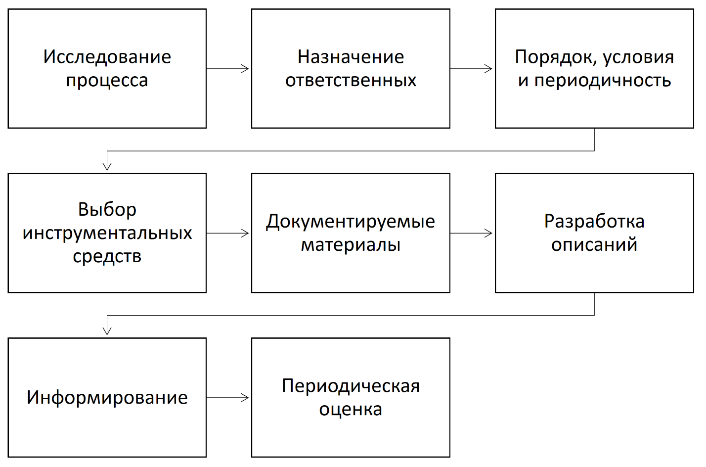 Исследование
процесса
Назначение
ответственных
Порядок, условия
и периодичность
Выбор
инструментальных
средств
Документируемые
материалы
Разработка
описаний
Информирование
Периодическая
оценка